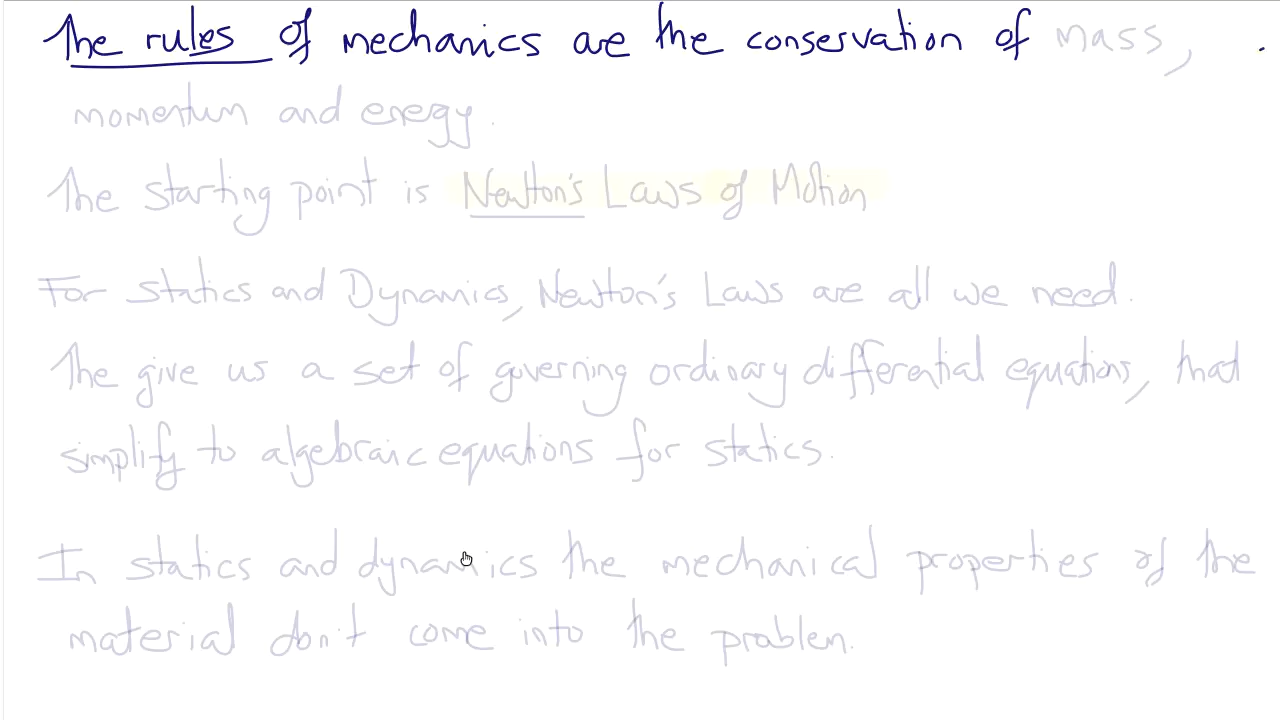 The rules of mechanics are the conservation of mass,
momentum and energy.
The starting point is Newton's Laws of Motion
For Statics and Dynamics, Newton's Laws are all we need.
The give us a set of governing ordinary differential equations, that
simplify to algebraic equations for statics.
In statics and dynamics the mechanical properties of the
material don't come into the problem.